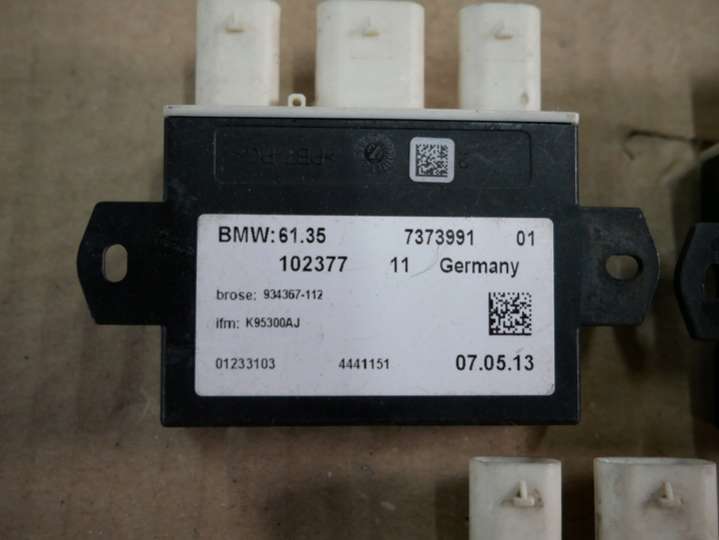 BMW: 61.35 7373991 01
102377 11 Germany
brose: 934367-112
ifm: K95300AJ
01233103 4441151 07.05.13